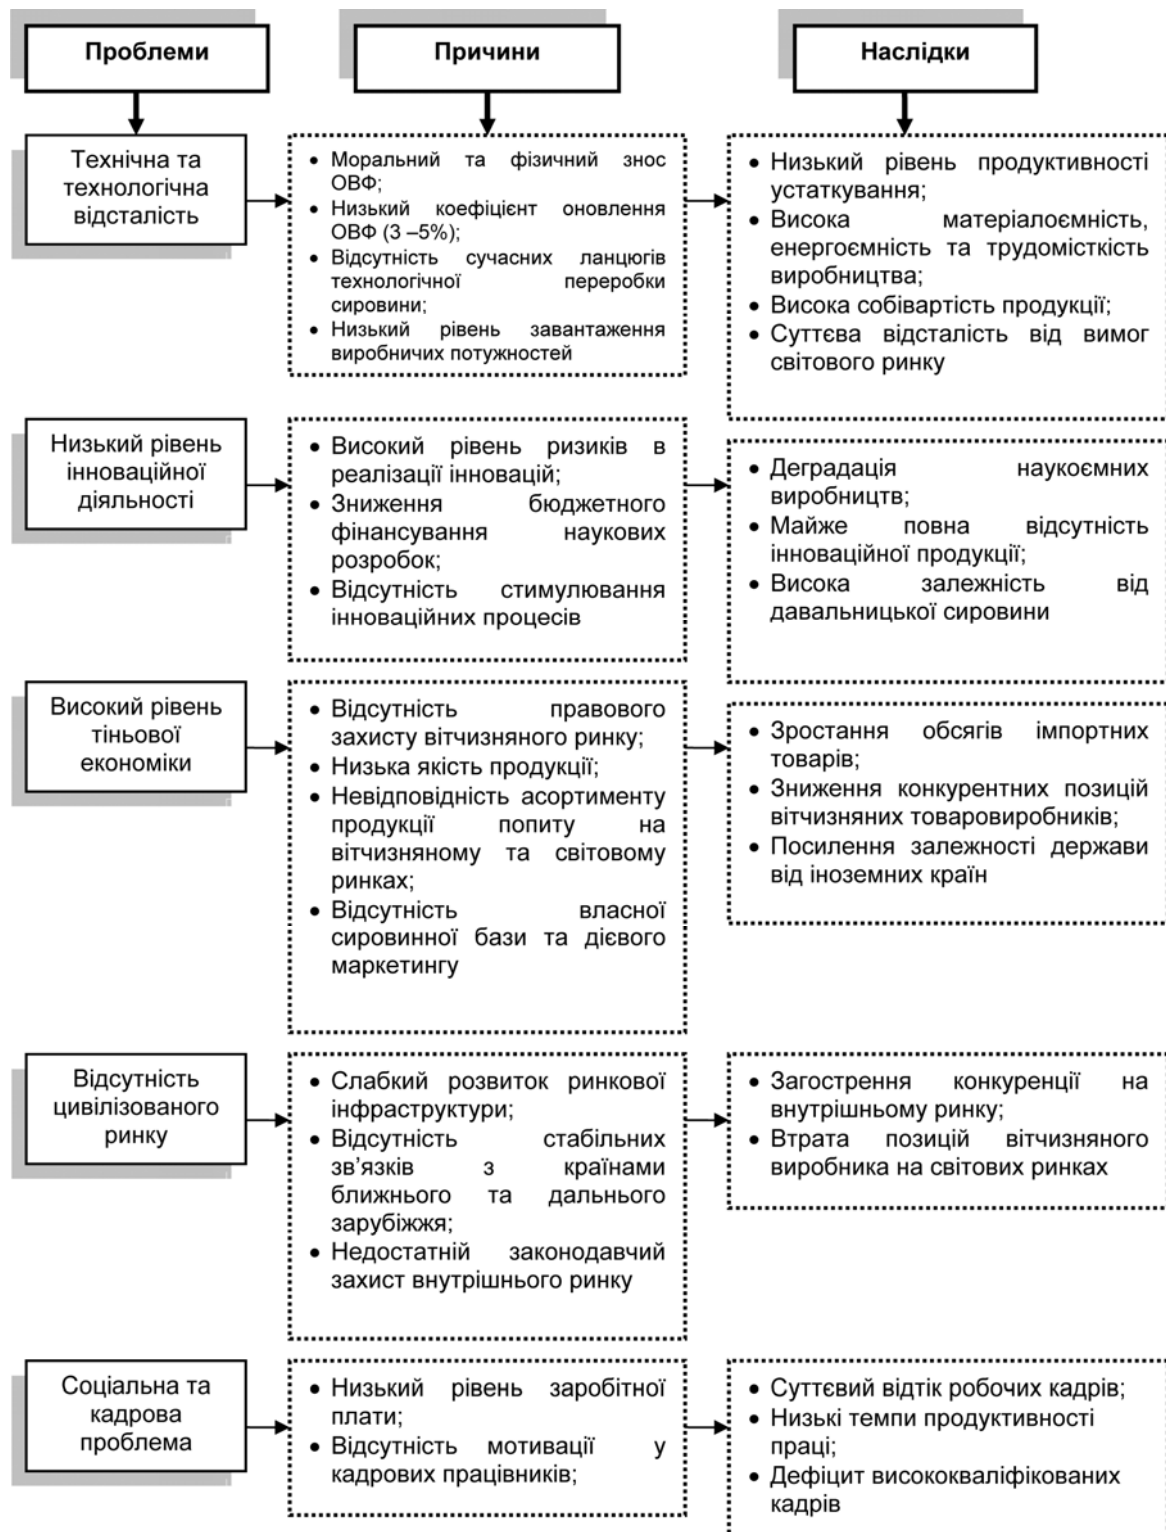 Проблеми
Причини
Наслідки
Технічна та
технологічна
відсталість
• Моральний та фізичний знос
ОВФ;
• Низький коефіцієнт оновлення
ОВФ (3 –5%);
• Відсутність сучасних ланцюгів
технологічної переробки
сировини;
• Низький рівень завантаження
виробничих потужностей
• Низький рівень продуктивності
устаткування;
• Висока матеріалоємність,
енергоємність та трудомісткість
виробництва;
• Висока собівартість продукції;
• Суттєва відсталість від вимог
світового ринку
Низький рівень
інноваційної
діяльності
• Високий рівень ризиків в
реалізації інновацій;
• Зниження бюджетного
фінансування наукових
розробок;
• Відсутність стимулювання
інноваційних процесів
• Деградація наукоємних
виробництв;
• Майже повна відсутність
інноваційної продукції;
• Висока залежність від
давальницької сировини
Високий рівень
тіньової
економіки
• Відсутність правового
захисту вітчизняного ринку;
• Низька якість продукції;
• Невідповідність асортименту
продукції попиту на
вітчизняному та світовому
ринках;
• Відсутність власної
сировинної бази та дієвого
маркетингу
• Зростання обсягів імпортних
товарів;
• Зниження конкурентних позицій
вітчизняних товаровиробників;
• Посилення залежності держави
від іноземних країн
Відсутність
цивілізованого
ринку
• Слабкий розвиток ринкової
інфраструктури;
• Відсутність стабільних
зв’язків з країнами
ближнього та дальнього
зарубіжжя;
• Недостатній законодавчий
захист внутрішнього ринку
• Загострення конкуренції на
внутрішньому ринку;
• Втрата позицій вітчизняного
виробника на світових ринках
Соціальна та
кадрова
проблема
• Низький рівень заробітної
плати;
• Відсутність мотивації у
кадрових працівників;
• Суттєвий відтік робочих кадрів;
• Низькі темпи продуктивності
праці;
• Дефіцит висококваліфікованих
кадрів